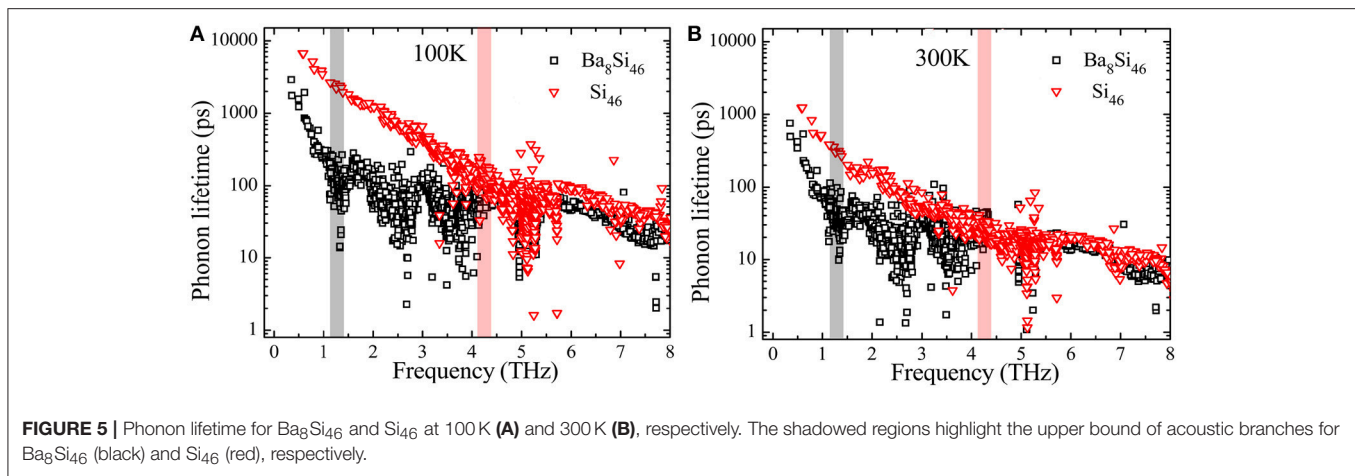 A
10000
1000
100
10
1
Phonon lifetime (ps)
100K
Ba₈Si₄₆
Si₄₆
0 1 2 3 4 5 6 7 8
Frequency (THz)
B
10000
1000
100
10
1
Phonon lifetime (ps)
300K
Ba₈Si₄₆
Si₄₆
0 1 2 3 4 5 6 7 8
Frequency (THz)
FIGURE 5 | Phonon lifetime for Ba₈Si₄₆ and Si₄₆ at 100 K (A) and 300 K (B), respectively. The shadowed regions highlight the upper bound of acoustic branches for
Ba₈Si₄₆ (black) and Si₄₆ (red), respectively.